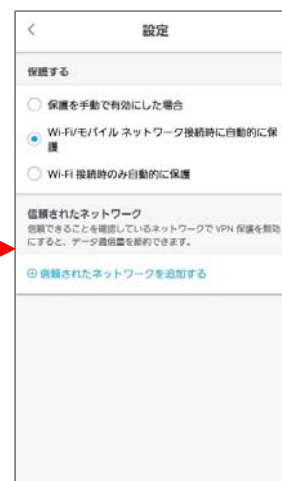 設定
保護する
保護を手動で有効にした場合
Wi-Fi/モバイル ネットワーク接続時に自動的に保
護
Wi-Fi 接続時のみ自動的に保護
信頼されたネットワーク
信頼できることを確認しているネットワークで VPN 保護を無効
にすると、データ通信量を節約できます。
信頼されたネットワークを追加する